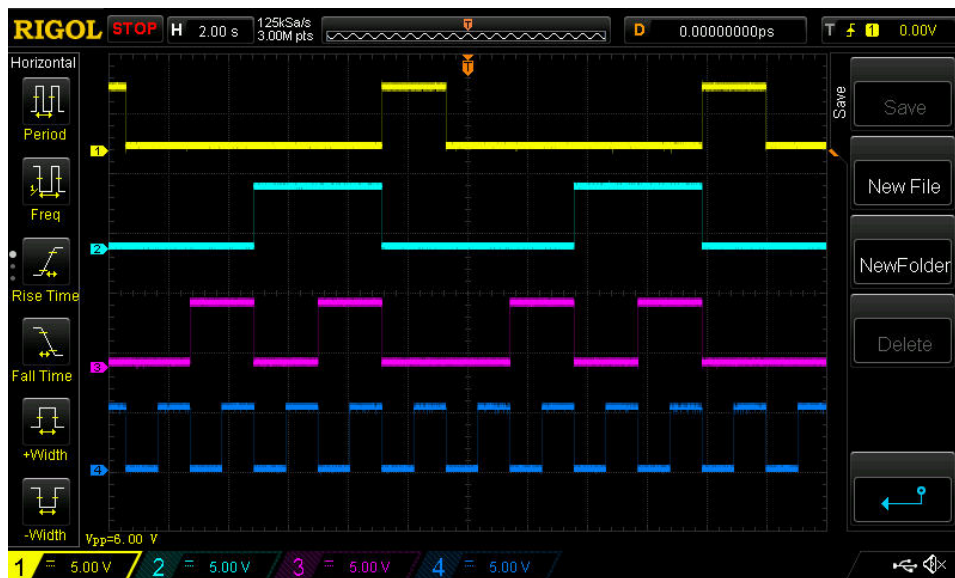 RIGOL STOP H 2.00 s 125kSa/s 3.00M pts T D 0.00000000ps T 1 0.00V
Horizontal
T
Save
Save
Period
1
New File
Freq
2
NewFolder
Rise Time
Delete
3
Fall Time
+Width
4
-Width
Vpp=6.00 V
1 = 5.00 V 2 = 5.00 V 3 = 5.00 V 4 = 5.00 V